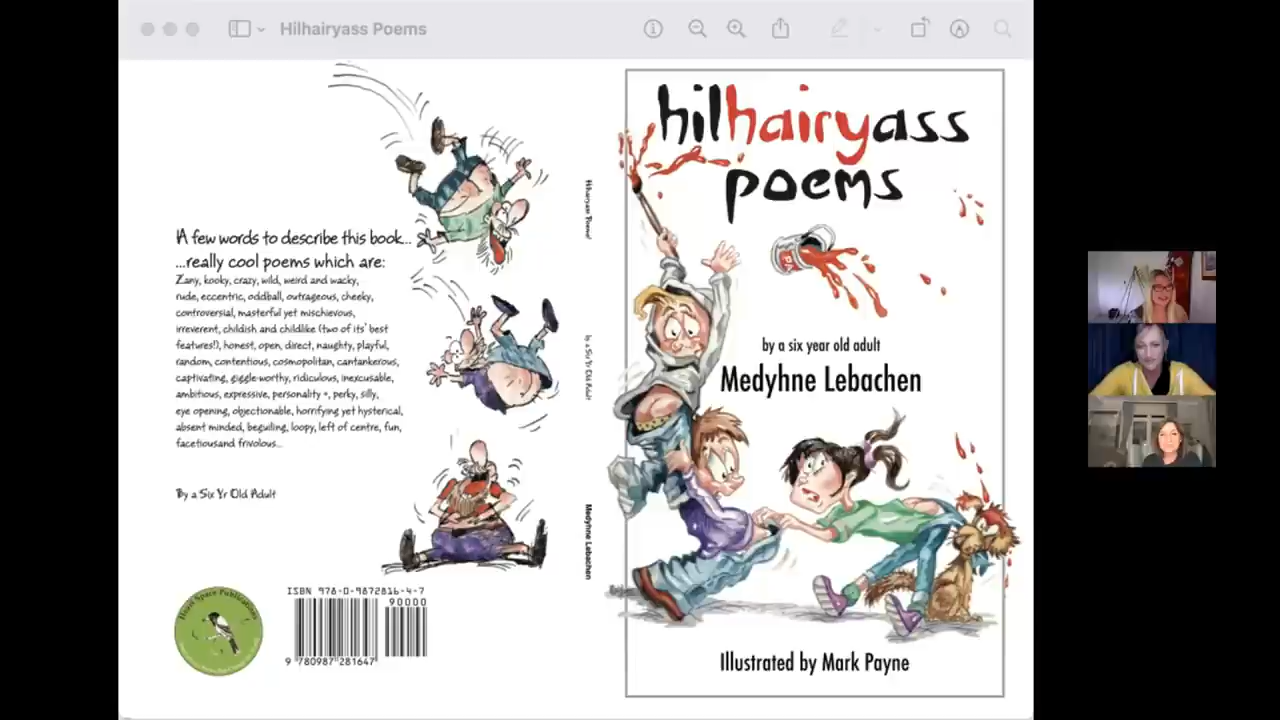 Hilhairyass Poems
A few words to describe this book...
...really cool poems which are:
Zany, kooky, crazy, wild, weird and wacky,
rude, eccentric, oddball, outrageous, cheeky,
controversial, masterful yet mischievous,
irreverent, childish and childlike (two of its' best
features!), honest, open, direct, naughty, playful,
random, contentious, cosmopolitan, cantankerous,
captivating, giggle-worthy, ridiculous, inexcusable,
ambitious, expressive, personality +, perky, silly,
eye opening, objectionable, horrifying yet hysterical,
absent minded, beguiling, loopy, left of centre, fun,
facetiousand frivolous...
By a Six Yr Old Adult
ISBN 978-0-9872816-4-7
90000
9 780987 281647
Hilhairyass Poems!
by a Six Yr Old Adult
Medyhne Lebachen
hilhairyass
poems
by a six year old adult
Medyhne Lebachen
Illustrated by Mark Payne